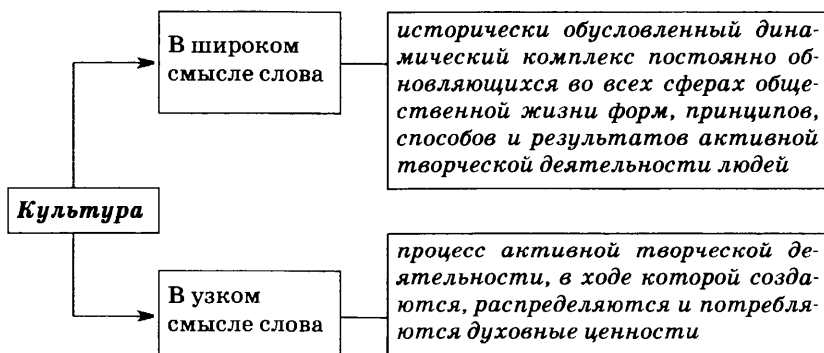 В широком
смысле слова
исторически обусловленный дина-
мический комплекс постоянно об-
новляющихся во всех сферах обще-
ственной жизни форм, принципов,
способов и результатов активной
творческой деятельности людей
Культура
В узком
смысле слова
процесс активной творческой де-
ятельности, в ходе которой созда-
ются, распределяются и потребля-
ются духовные ценности